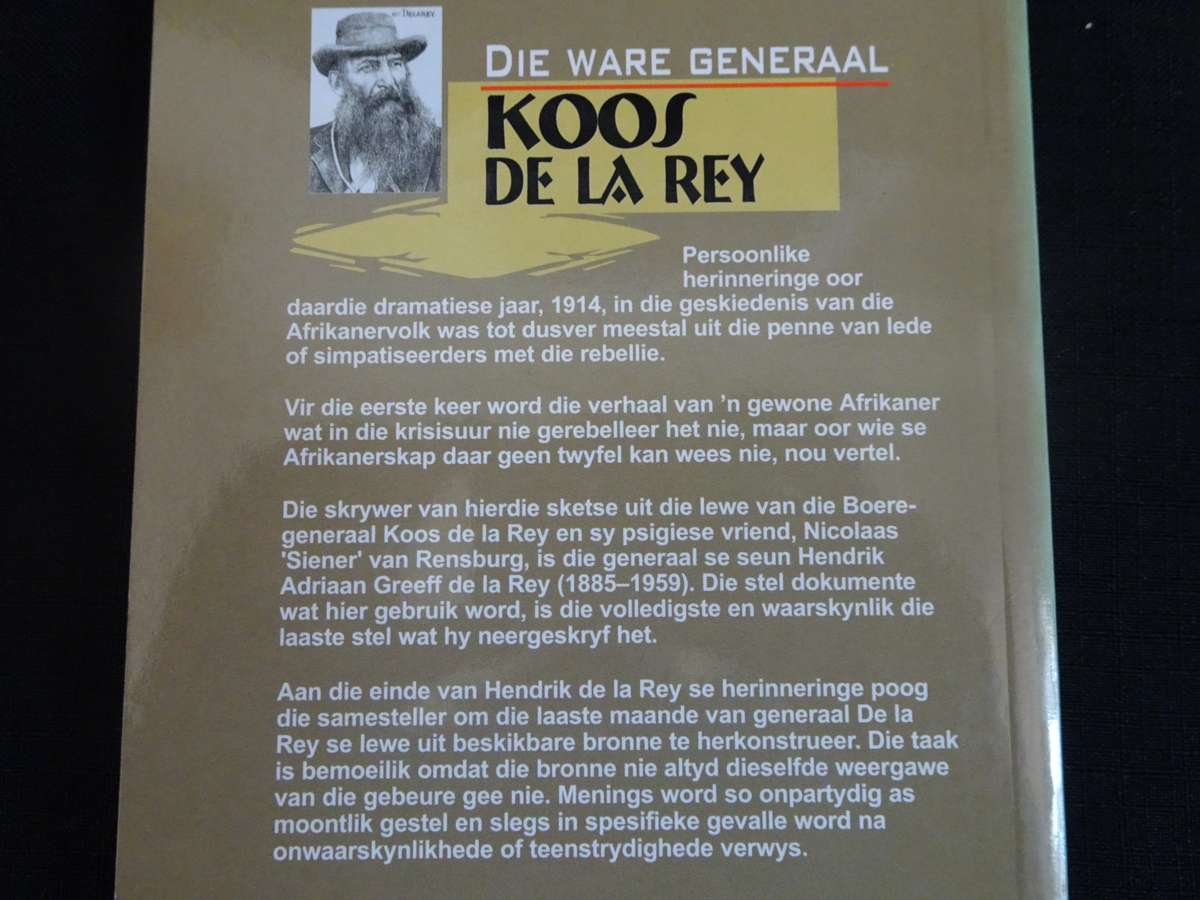 DELAREY.
DIE WARE GENERAAL
KOOS
DE LA REY
Persoonlike
herinneringe oor
daardie dramatiese jaar, 1914, in die geskiedenis van die
Afrikanervolk was tot dusver meestal uit die penne van lede
of simpatiseerders met die rebellie.
Vir die eerste keer word die verhaal van 'n gewone Afrikaner
wat in die krisisuur nie gerebelleer het nie, maar oor wie se
Afrikanerskap daar geen twyfel kan wees nie, nou vertel.
Die skrywer van hierdie sketse uit die lewe van die Boere-
generaal Koos de la Rey en sy psigiese vriend, Nicolaas
'Siener' van Rensburg, is die generaal se seun Hendrik
Adriaan Greeff de la Rey (1885–1959). Die stel dokumente
wat hier gebruik word, is die volledigste en waarskynlik die
laaste stel wat hy neergeskryf het.
Aan die einde van Hendrik de la Rey se herinneringe poog
die samesteller om die laaste maande van generaal De la
Rey se lewe uit beskikbare bronne te herkonstrueer. Die taak
is bemoeilik omdat die bronne nie altyd dieselfde weergawe
van die gebeure gee nie. Menings word so onpartydig as
moontlik gestel en slegs in spesifieke gevalle word na
onwaarskynlikhede of teenstrydighede verwys.